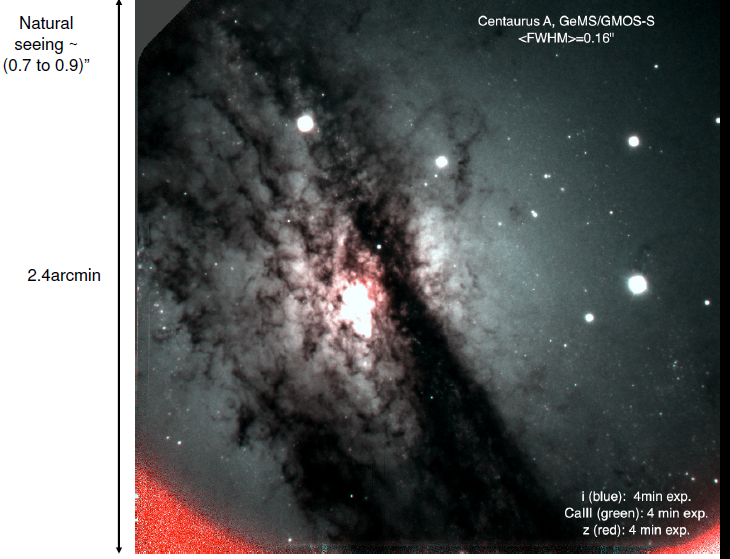 Natural
seeing ~
(0.7 to 0.9)”
2.4arcmin
Centaurus A, GeMS/GMOS-S
<FWHM>=0.16"
i (blue): 4min exp.
CaIII (green): 4 min exp.
z (red): 4 min exp.